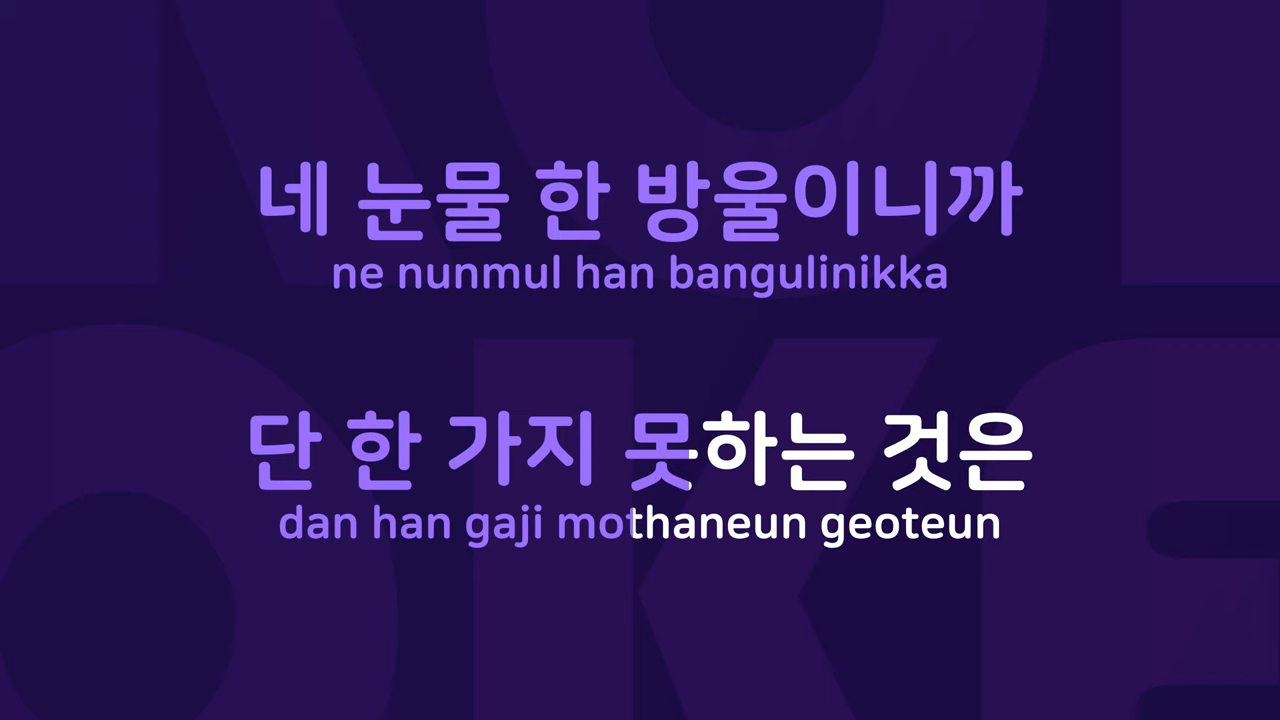 네 눈물 한 방울이니까
ne nunmul han bangulinikka
단 한 가지 못하는 것은
dan han gaji mothaneun geoteun